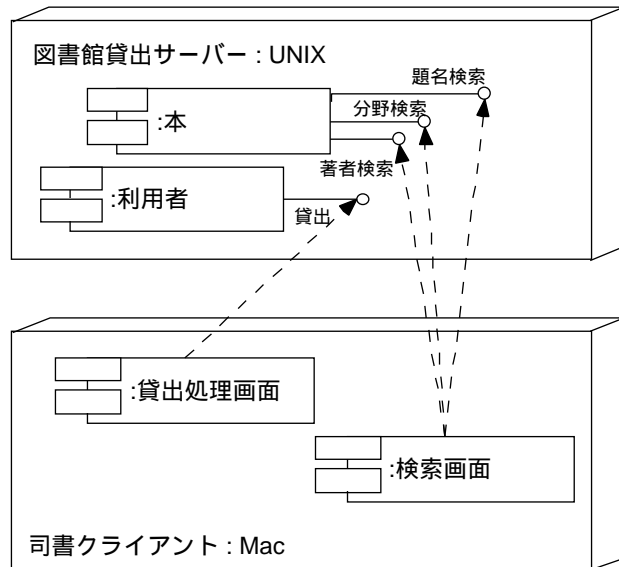 図書館貸出サーバー : UNIX
題名検索
分野検索
:本
著者検索
:利用者
貸出
:貸出処理画面
:検索画面
司書クライアント : Mac